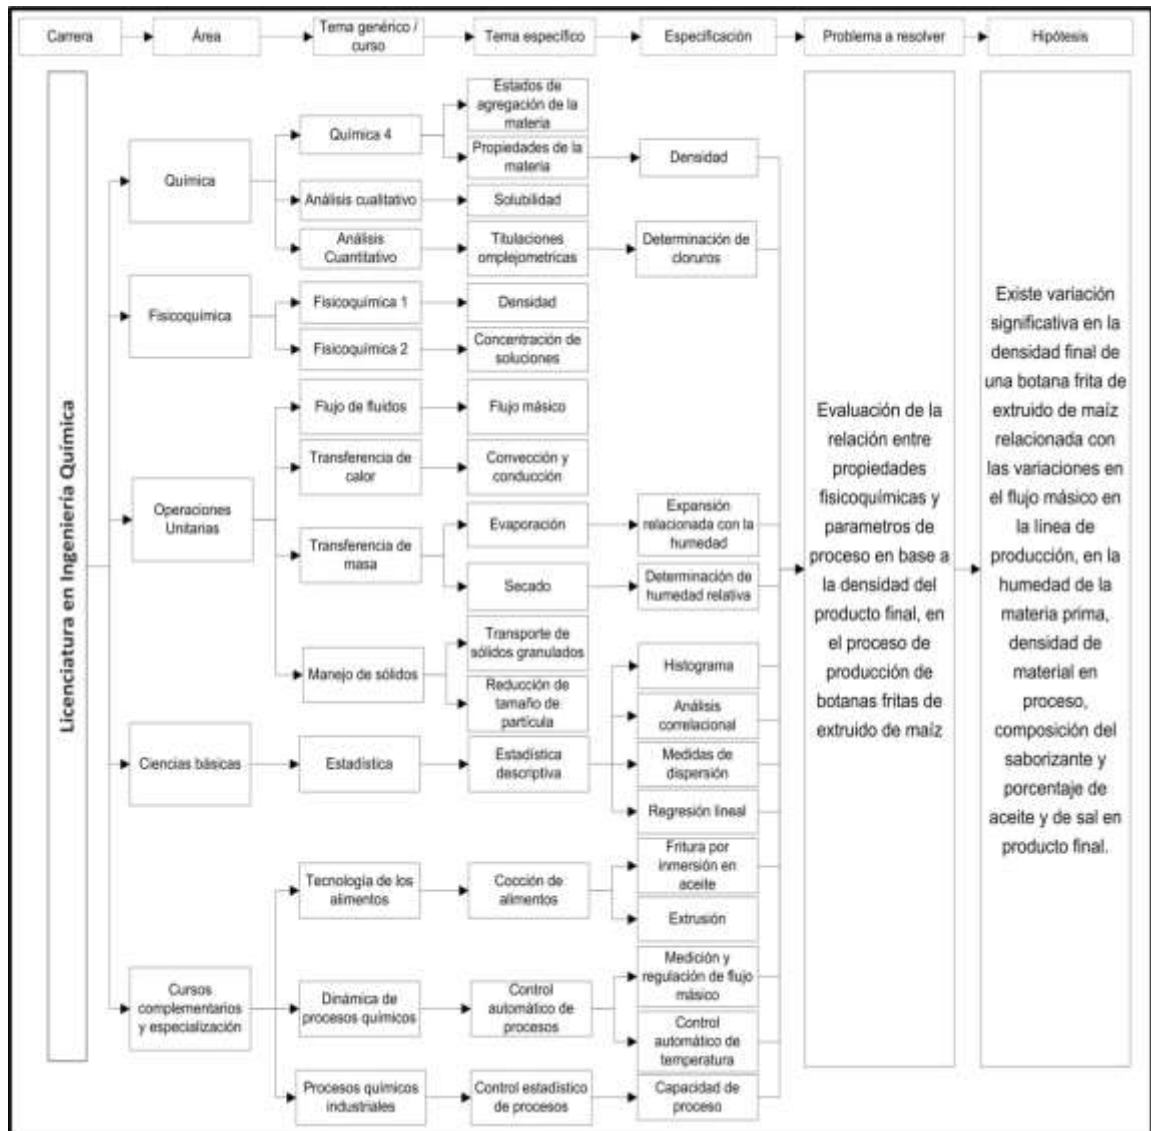 Carrera
Área
Tema genérico /
curso
Tema específico
Especificación
Problema a resolver
Hipótesis
Licenciatura en Ingeniería Química
Química
Química 4
Estados de
agregación de la
materia
Propiedades de la
materia
Densidad
Análisis cualitativo
Solubilidad
Análisis
Cuantitativo
Titulaciones
omplejometricas
Determinación de
cloruros
Fisicoquímica
Fisicoquímica 1
Densidad
Fisicoquímica 2
Concentración de
soluciones
Operaciones
Unitarias
Flujo de fluidos
Flujo másico
Transferencia de
calor
Convección y
conducción
Transferencia de
masa
Evaporación
Expansión
relacionada con la
humedad
Secado
Determinación de
humedad relativa
Manejo de sólidos
Transporte de
sólidos granulados
Reducción de
tamaño de
partícula
Ciencias básicas
Estadística
Estadística
descriptiva
Histograma
Análisis
correlacional
Medidas de
dispersión
Regresión lineal
Cursos
complementarios
y especialización
Tecnología de los
alimentos
Cocción de
alimentos
Fritura por
inmersión en
aceite
Extrusión
Dinámica de
procesos químicos
Control
automático de
procesos
Medición y
regulación de flujo
másico
Control
automático de
temperatura
Procesos químicos
industriales
Control estadístico
de procesos
Capacidad de
proceso
Evaluación de la
relación entre
propiedades
fisicoquímicas y
parametros de
proceso en base a
la densidad del
producto final, en
el proceso de
producción de
botanas fritas de
extruido de maíz
Existe variación
significativa en la
densidad final de
una botana frita de
extruido de maíz
relacionada con
las variaciones en
el flujo másico en
la línea de
producción, en la
humedad de la
materia prima,
densidad de
material en
proceso,
composición del
saborizante y
porcentaje de
aceite y de sal en
producto final.